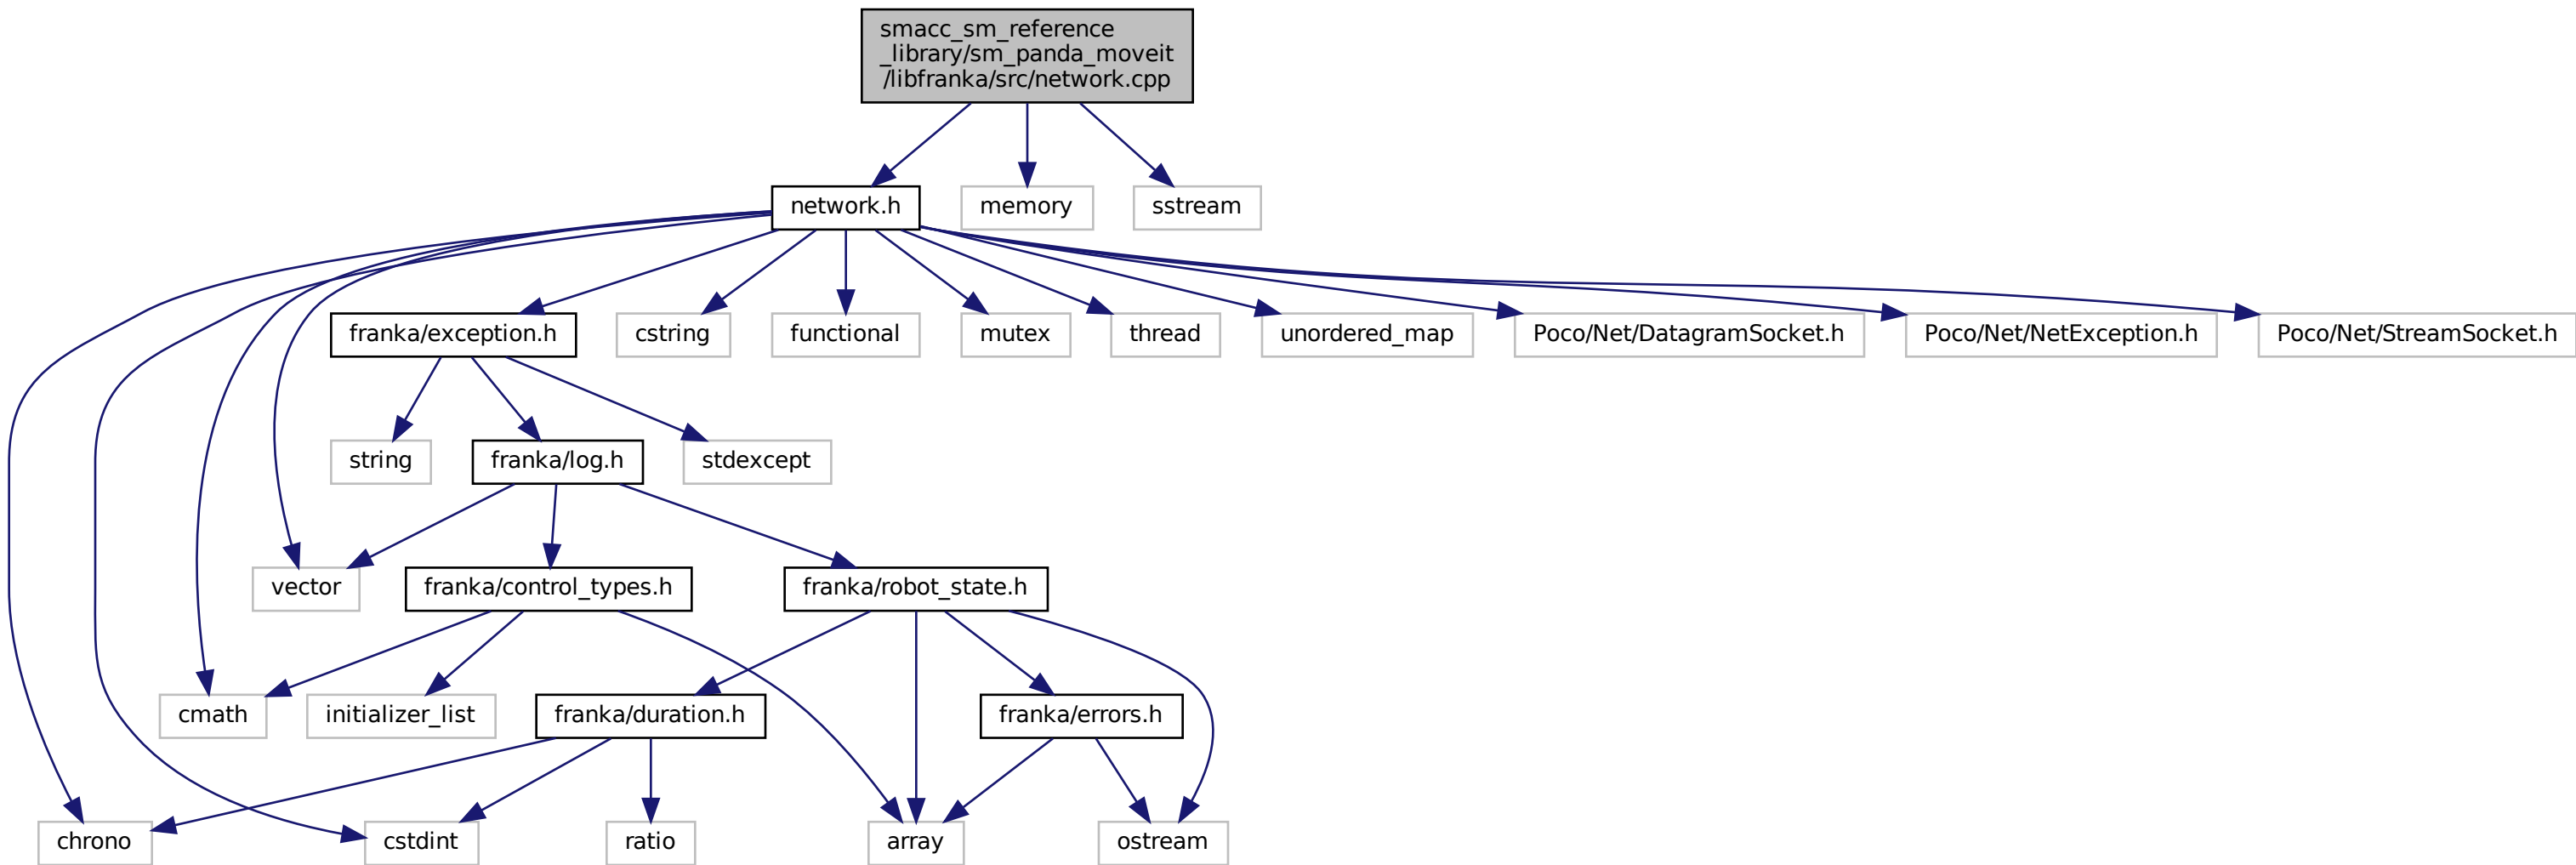 smacc_sm_reference
_library/sm_panda_moveit
/libfranka/src/network.cpp
network.h
memory
sstream
franka/exception.h
cstring
functional
mutex
thread
unordered_map
Poco/Net/DatagramSocket.h
Poco/Net/NetException.h
Poco/Net/StreamSocket.h
string
franka/log.h
stdexcept
vector
franka/control_types.h
franka/robot_state.h
cmath
initializer_list
franka/duration.h
franka/errors.h
chrono
cstdint
ratio
array
ostream